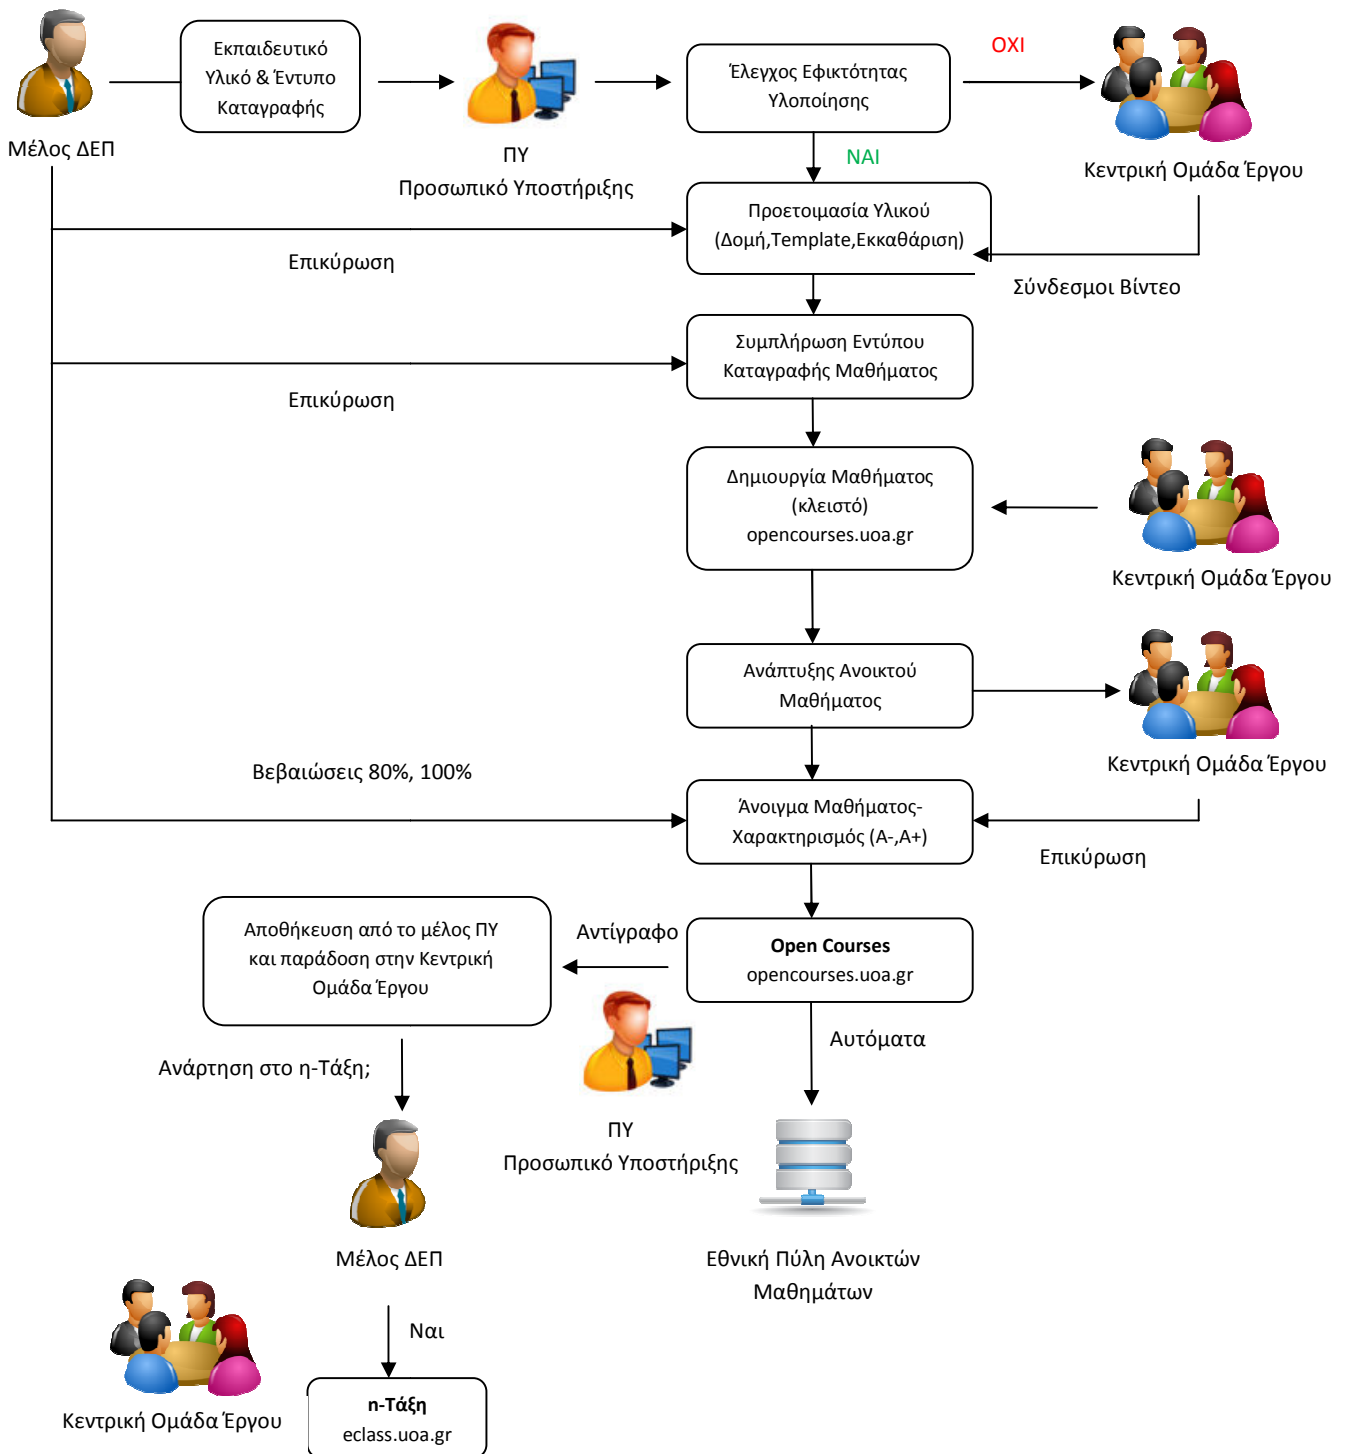 Εκπαιδευτικό
Υλικό & Έντυπο
Καταγραφής
Μέλος ΔΕΠ
ΠΥ
Προσωπικό Υποστήριξης
Έλεγχος Εφικτότητας
Υλοποίησης
ΟΧΙ
ΝΑΙ
Κεντρική Ομάδα Έργου
Προετοιμασία Υλικού
(Δομή,Template,Εκκαθάριση)
Επικύρωση
Σύνδεσμοι Βίντεο
Συμπλήρωση Εντύπου
Καταγραφής Μαθήματος
Επικύρωση
Δημιουργία Μαθήματος
(κλειστό)
opencourses.uoa.gr
Κεντρική Ομάδα Έργου
Ανάπτυξης Ανοικτού
Μαθήματος
Κεντρική Ομάδα Έργου
Βεβαιώσεις 80%, 100%
Άνοιγμα Μαθήματος-
Χαρακτηρισμός (Α-,Α+)
Επικύρωση
Αποθήκευση από το μέλος ΠΥ
και παράδοση στην Κεντρική
Ομάδα Έργου
Αντίγραφο
Open Courses
opencourses.uoa.gr
Αυτόματα
Ανάρτηση στο η-Τάξη;
ΠΥ
Προσωπικό Υποστήριξης
Μέλος ΔΕΠ
Εθνική Πύλη Ανοικτών
Μαθημάτων
Ναι
Κεντρική Ομάδα Έργου
η-Τάξη
eclass.uoa.gr